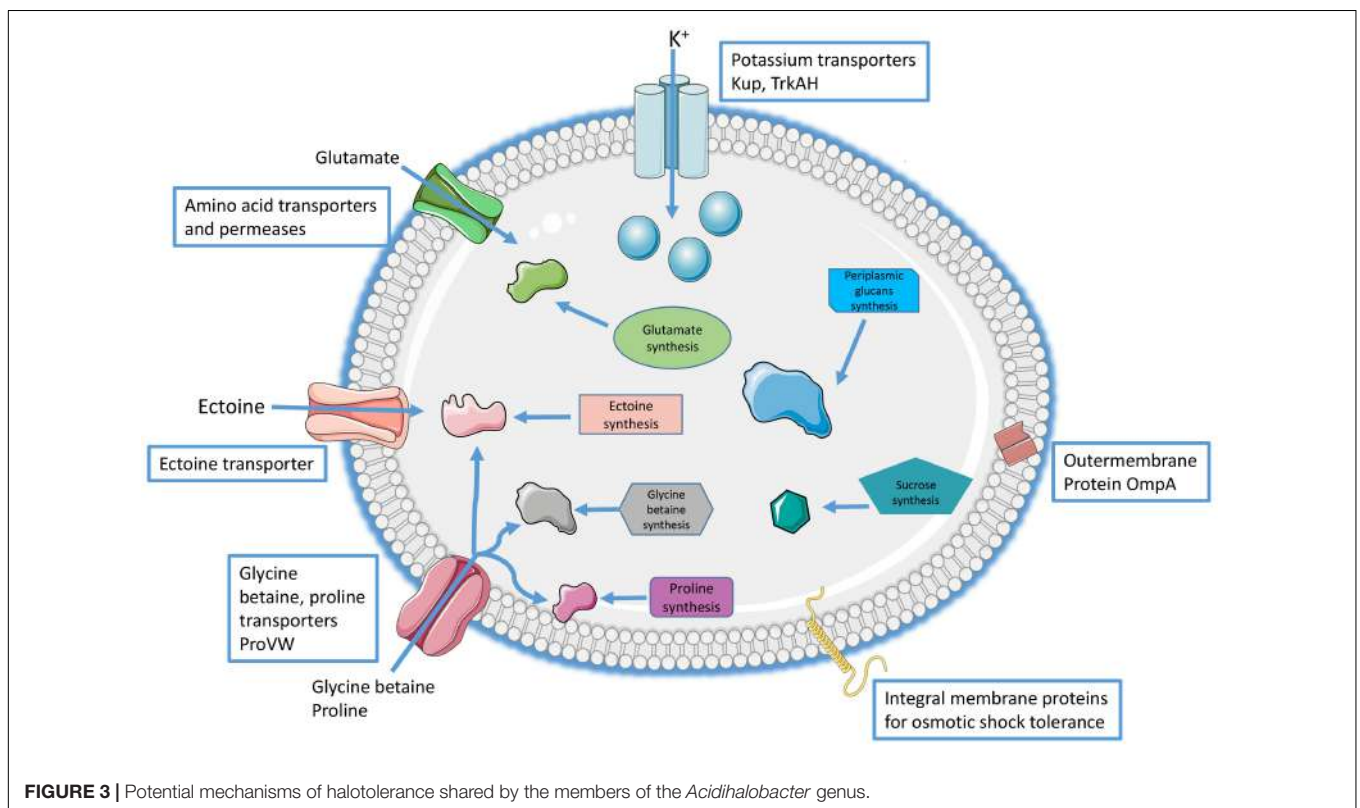 K+
Potassium transporters
Kup, TrkAH
Glutamate
Amino acid transporters
and permeases
Periplasmic
glucans
synthesis
Glutamate
synthesis
Ectoine
Ectoine
synthesis
Ectoine transporter
Outermembrane
Protein OmpA
Sucrose
synthesis
Glycine
betaine
synthesis
Glycine
betaine, proline
transporters
ProVW
Proline
synthesis
Glycine betaine
Proline
Integral membrane proteins
for osmotic shock tolerance
FIGURE 3 | Potential mechanisms of halotolerance shared by the members of the Acidihalobacter genus.